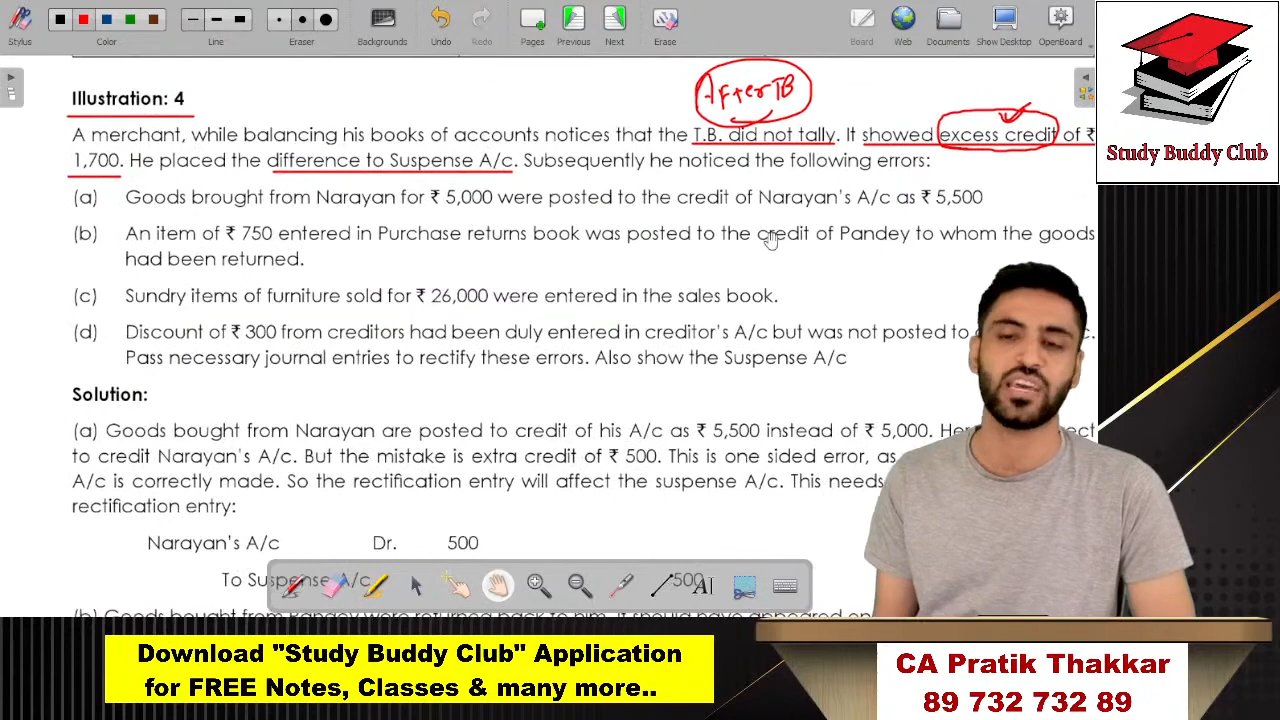 Stylus
Color
Line
Eraser
Backgrounds
Undo
Redo
Pages
Previous
Next
Erase
Board
Web
Documents
Show Desktop
OpenBoard
Study Buddy Club
After TB
Illustration: 4
A merchant, while balancing his books of accounts notices that the T.B. did not tally. It showed excess credit of ₹
1,700. He placed the difference to Suspense A/c. Subsequently he noticed the following errors:
(a) Goods brought from Narayan for ₹ 5,000 were posted to the credit of Narayan's A/c as ₹ 5,500
(b) An item of ₹ 750 entered in Purchase returns book was posted to the credit of Pandey to whom the goods
had been returned.
(c) Sundry items of furniture sold for ₹ 26,000 were entered in the sales book.
(d) Discount of ₹ 300 from creditors had been duly entered in creditor's A/c but was not posted to
Pass necessary journal entries to rectify these errors. Also show the Suspense A/c
Solution:
(a) Goods bought from Narayan are posted to credit of his A/c as ₹ 5,500 instead of ₹ 5,000.
to credit Narayan's A/c. But the mistake is extra credit of ₹ 500. This is one sided error, as
A/c is correctly made. So the rectification entry will affect the suspense A/c. This needs
rectification entry:
Narayan's A/c Dr. 500
To Suspense A/c 500
Download "Study Buddy Club" Application
for FREE Notes, Classes & many more..
CA Pratik Thakkar
89 732 732 89